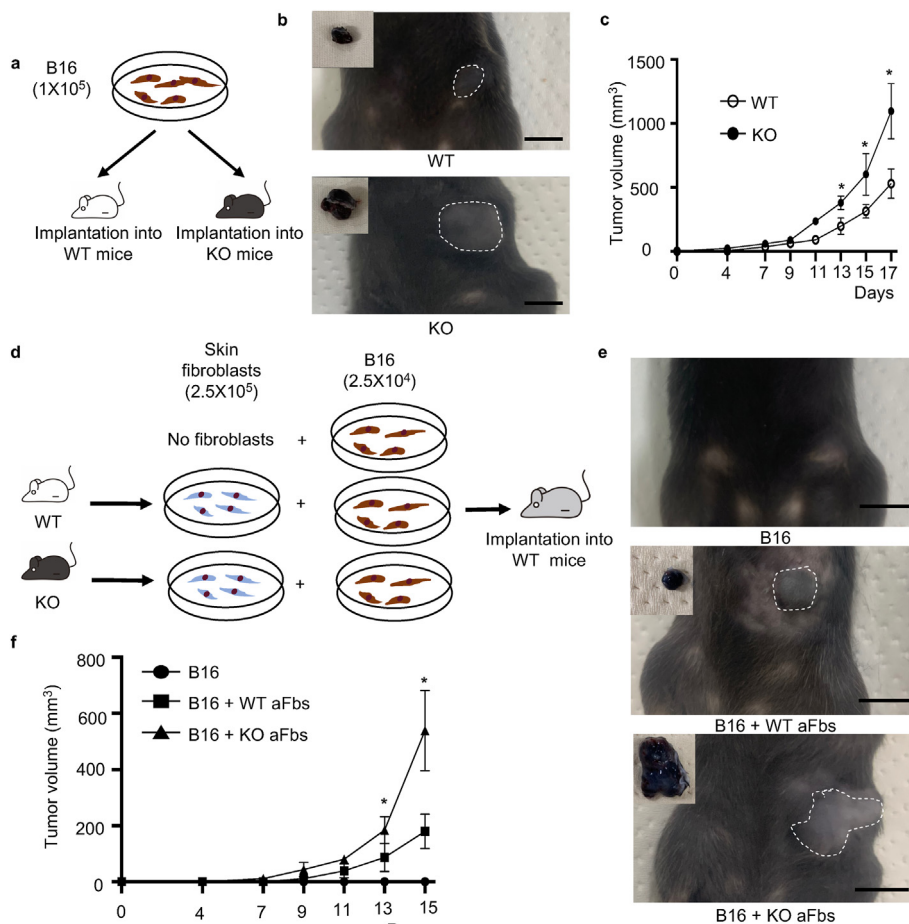 a
B16
(1X10⁵)
Implantation into
WT mice
Implantation into
KO mice
b
WT
KO
c
Tumor volume (mm³)
1500
1000
500
0
WT
KO
*
*
*
0
4
7
9
11
13
15
17
Days
d
Skin
fibroblasts
(2.5X10⁵)
B16
(2.5X10⁴)
No fibroblasts
+
WT
+
KO
+
Implantation into
WT mice
e
B16
B16 + WT aFbs
B16 + KO aFbs
f
Tumor volume (mm³)
800
600
400
200
0
B16
B16 + WT aFbs
B16 + KO aFbs
*
*
0
4
7
9
11
13
15